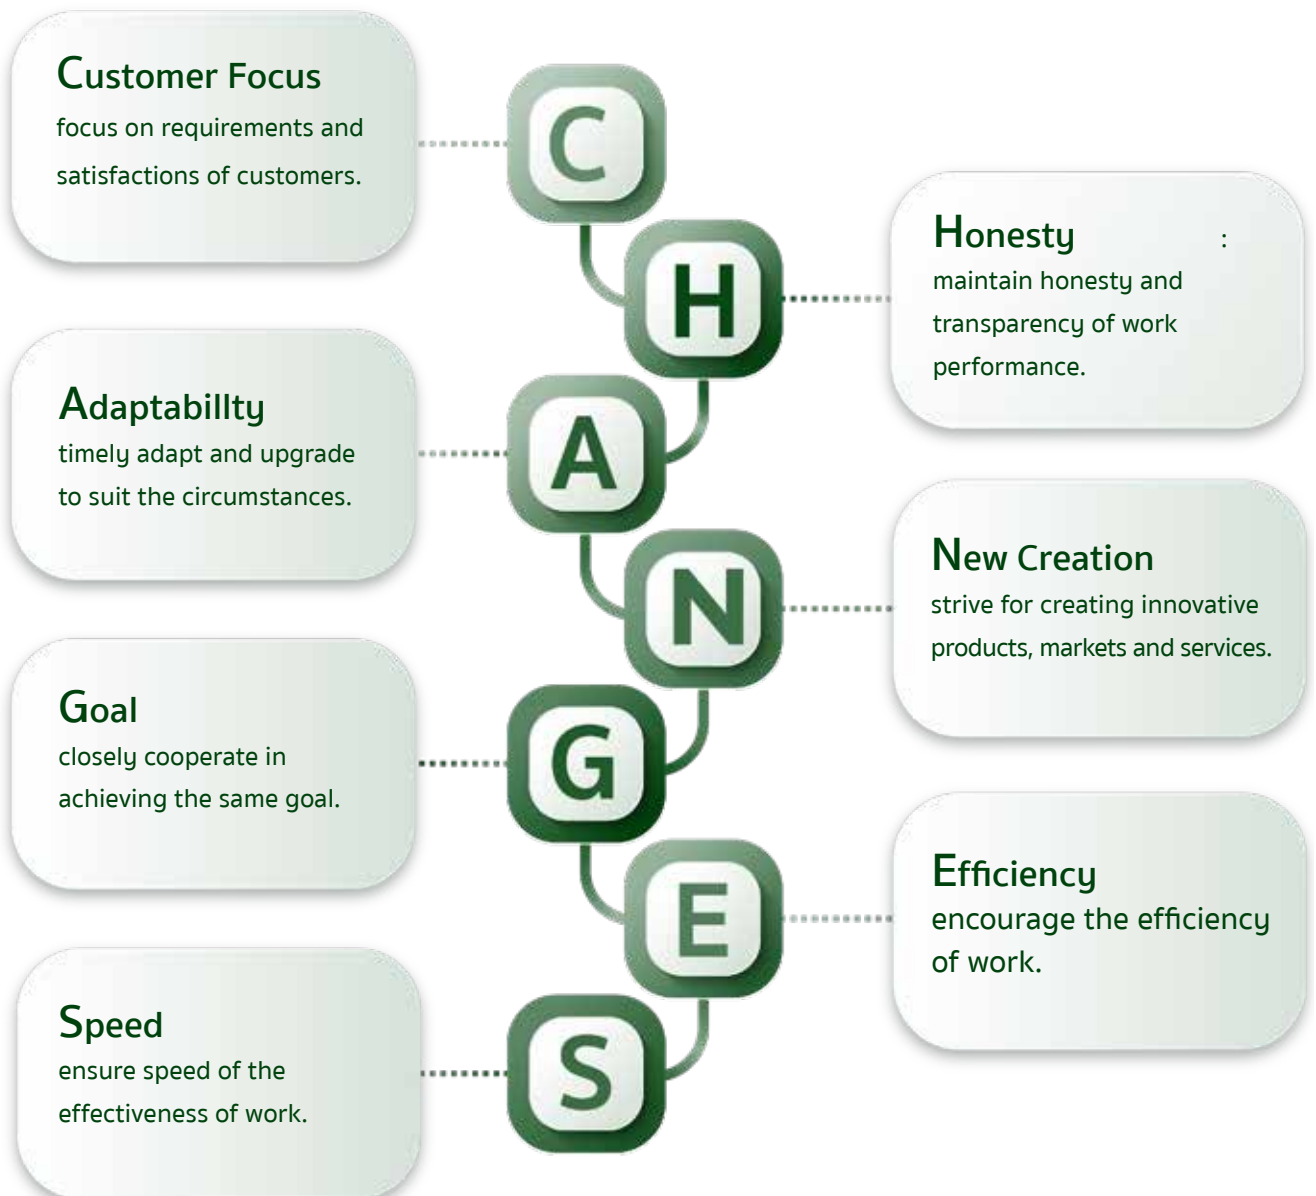 Customer Focus
focus on requirements and
satisfactions of customers.
C
H
Honesty :
maintain honesty and
transparency of work
performance.
Adaptabillty
timely adapt and upgrade
to suit the circumstances.
A
N
New Creation
strive for creating innovative
products, markets and services.
Goal
closely cooperate in
achieving the same goal.
G
E
Efficiency
encourage the efficiency
of work.
Speed
ensure speed of the
effectiveness of work.
S